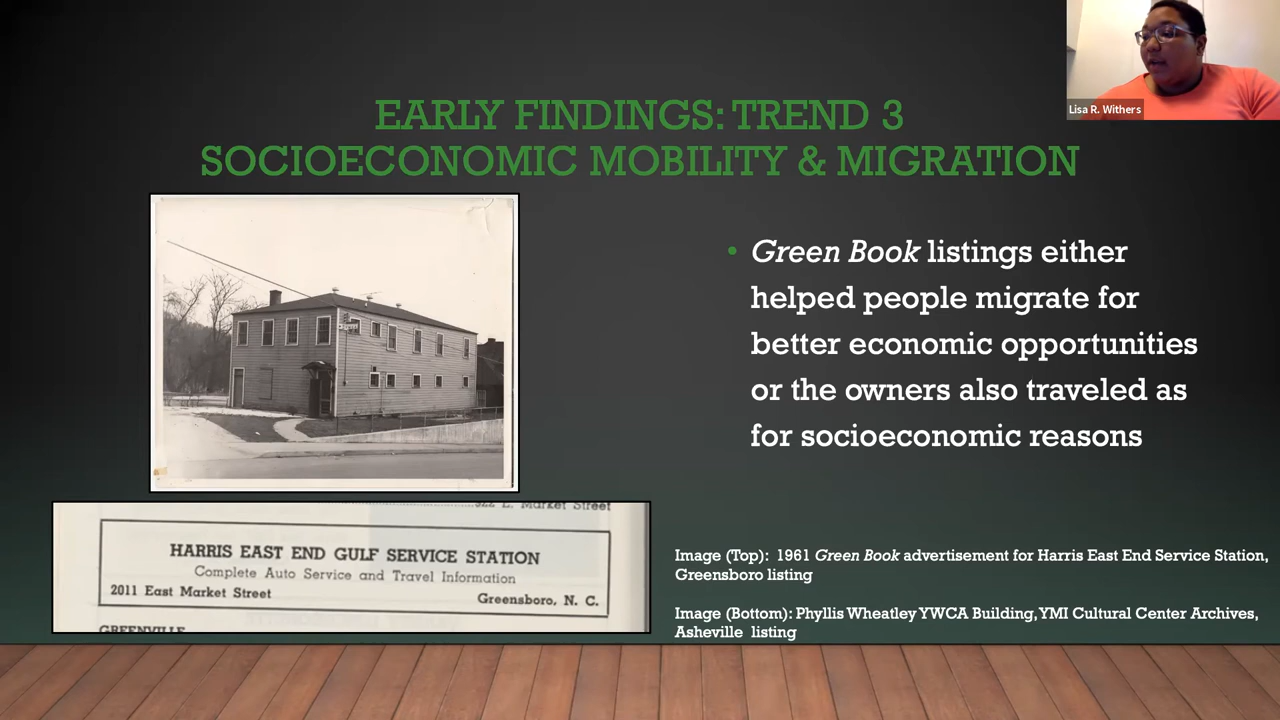 Lisa R. Withers
EARLY FINDINGS: TREND 3
SOCIOECONOMIC MOBILITY & MIGRATION
• Green Book listings either
helped people migrate for
better economic opportunities
or the owners also traveled as
for socioeconomic reasons
322 E. Market Street
HARRIS EAST END GULF SERVICE STATION
Complete Auto Service and Travel Information
2011 East Market Street Greensboro, N. C.
GREENVILLE
Image (Top): 1961 Green Book advertisement for Harris East End Service Station,
Greensboro listing
Image (Bottom): Phyllis Wheatley YWCA Building, YMI Cultural Center Archives,
Asheville listing